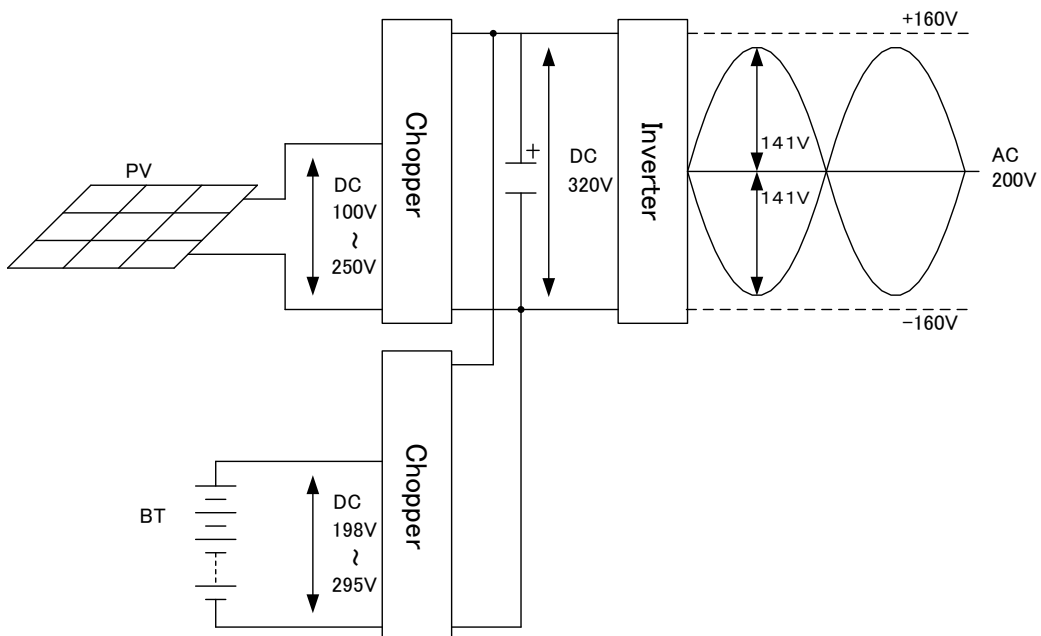 +160V
PV
DC
100V
~
250V
Chopper
+
DC
320V
Inverter
141V
141V
AC
200V
-160V
BT
DC
198V
~
295V
Chopper